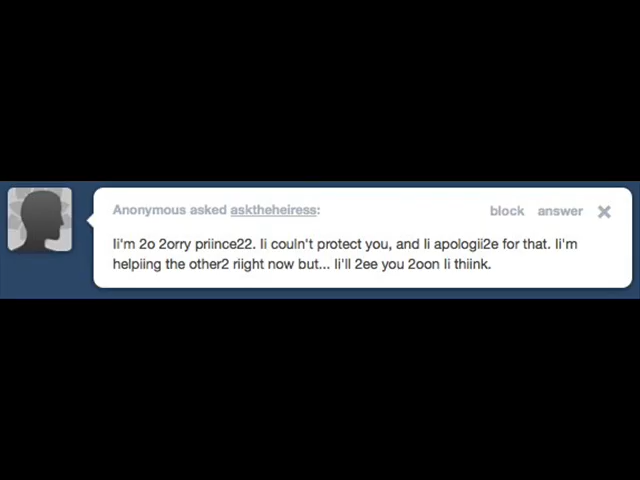 Anonymous asked asktheheiress:
block answer
Ii'm 2o 2orry priince22. Ii couln't protect you, and Ii apologii2e for that. Ii'm
helpiing the other2 riight now but... Ii'll 2ee you 2oon Ii thiink.